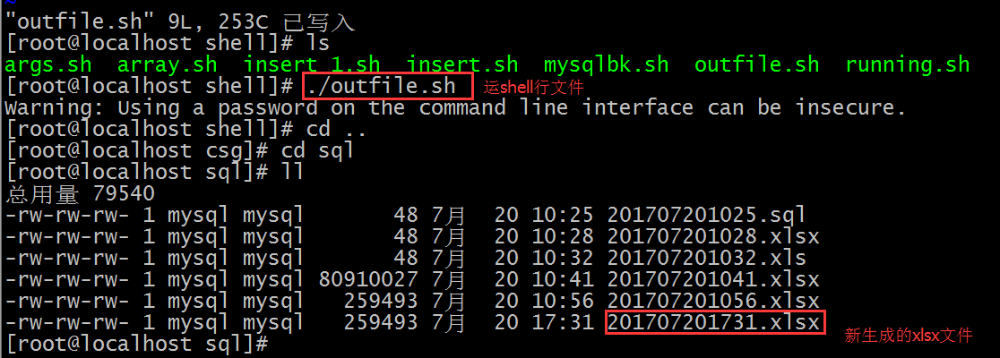 ~
"outfile.sh" 9L, 253C 已写入
[root@localhost shell]# ls
args.sh array.sh insert_1.sh insert.sh mysqlbk.sh outfile.sh running.sh
[root@localhost shell]# ./outfile.sh 运shell行文件
Warning: Using a password on the command line interface can be insecure.
[root@localhost shell]# cd ..
[root@localhost csg]# cd sql
[root@localhost sql]# ll
总用量 79540
-rw-rw-rw- 1 mysql mysql 48 7月 20 10:25 201707201025.sql
-rw-rw-rw- 1 mysql mysql 48 7月 20 10:28 201707201028.xlsx
-rw-rw-rw- 1 mysql mysql 48 7月 20 10:32 201707201032.xls
-rw-rw-rw- 1 mysql mysql 80910027 7月 20 10:41 201707201041.xlsx
-rw-rw-rw- 1 mysql mysql 259493 7月 20 10:56 201707201056.xlsx
-rw-rw-rw- 1 mysql mysql 259493 7月 20 17:31 201707201731.xlsx
新生成的xlsx文件
[root@localhost sql]#